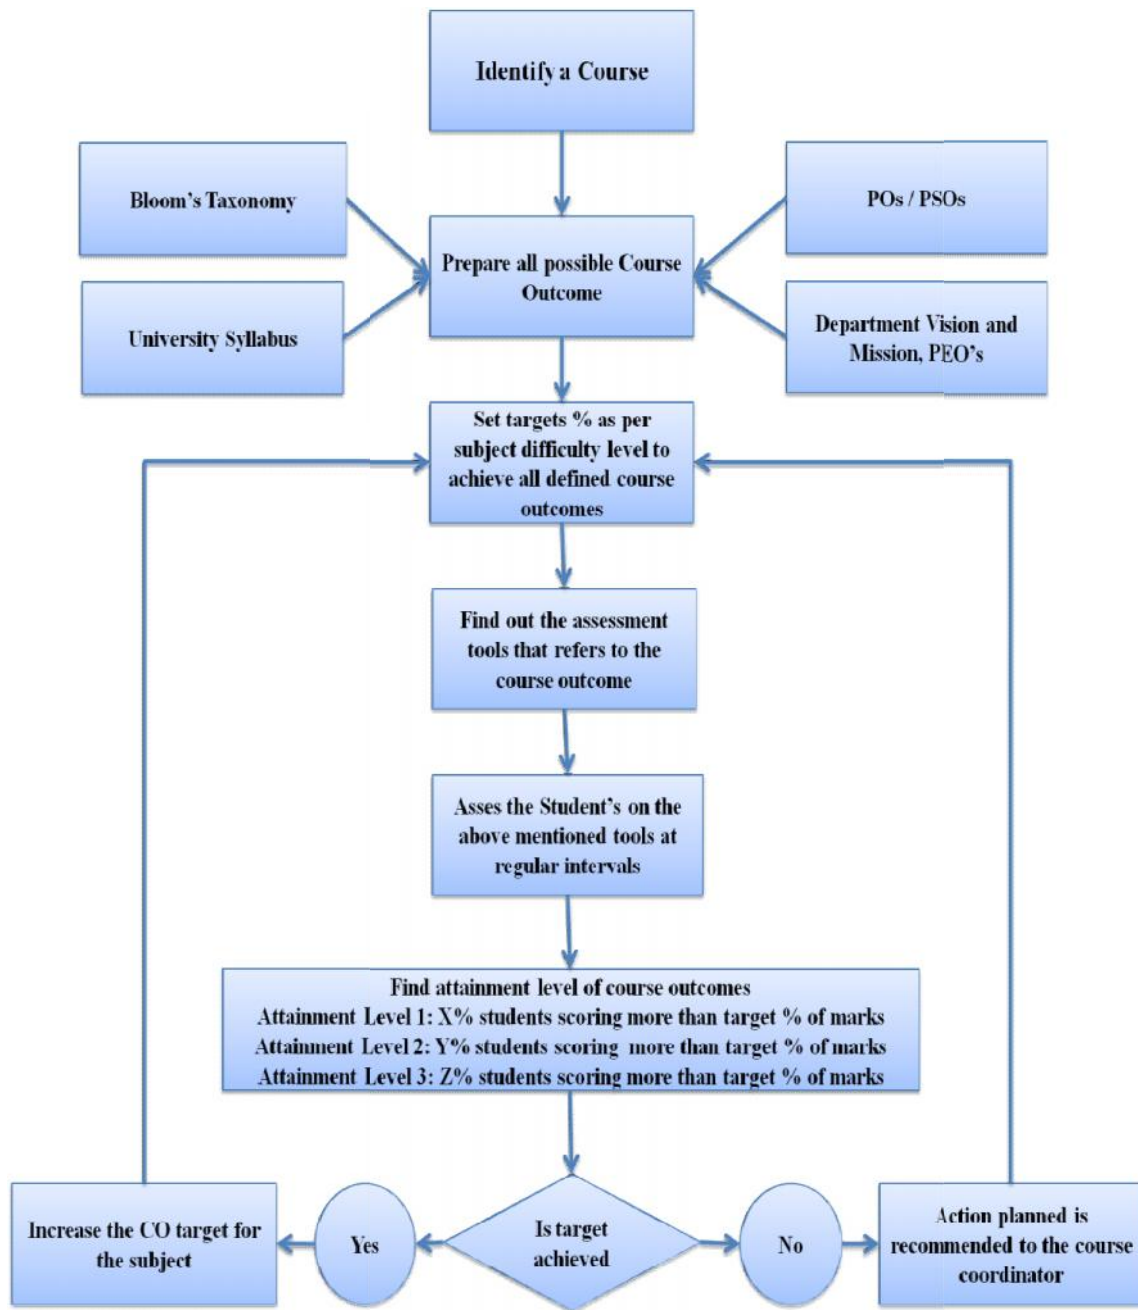 Identify a Course
Bloom's Taxonomy
POs / PSOs
Prepare all possible Course
Outcome
University Syllabus
Department Vision and
Mission, PEO's
Set targets % as per
subject difficulty level to
achieve all defined course
outcomes
Find out the assessment
tools that refers to the
course outcome
Asses the Student's on the
above mentioned tools at
regular intervals
Find attainment level of course outcomes
Attainment Level 1: X% students scoring more than target % of marks
Attainment Level 2: Y% students scoring more than target % of marks
Attainment Level 3: Z% students scoring more than target % of marks
Increase the CO target for
the subject
Yes
Is target
achieved
No
Action planned is
recommended to the course
coordinator